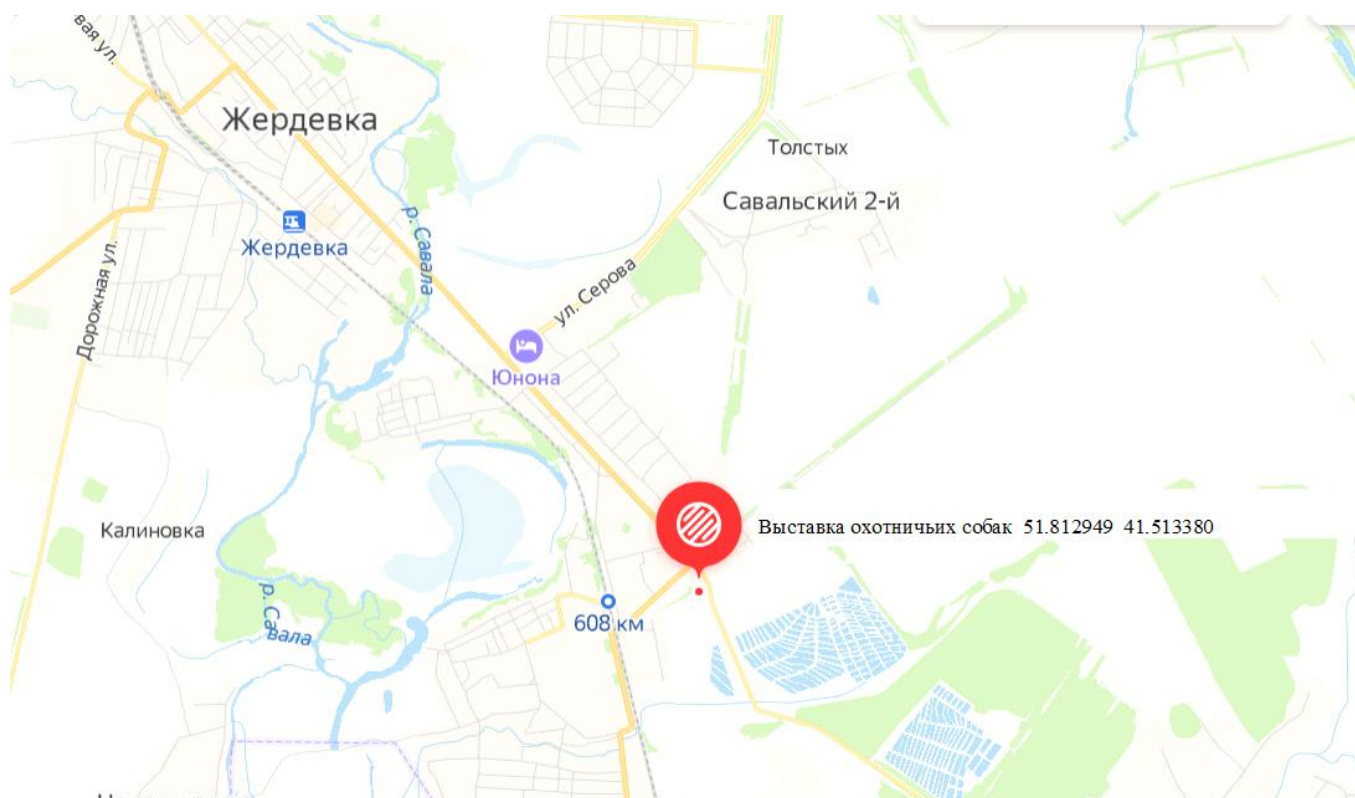 вая ул.
Жердевка
Толстых
Савальский 2-й
р. Савала
Жердевка
Дорожная ул.
ул. Серова
Юнона
Выставка охотничьих собак 51.812949 41.513380
Калиновка
р. Савала
608 км